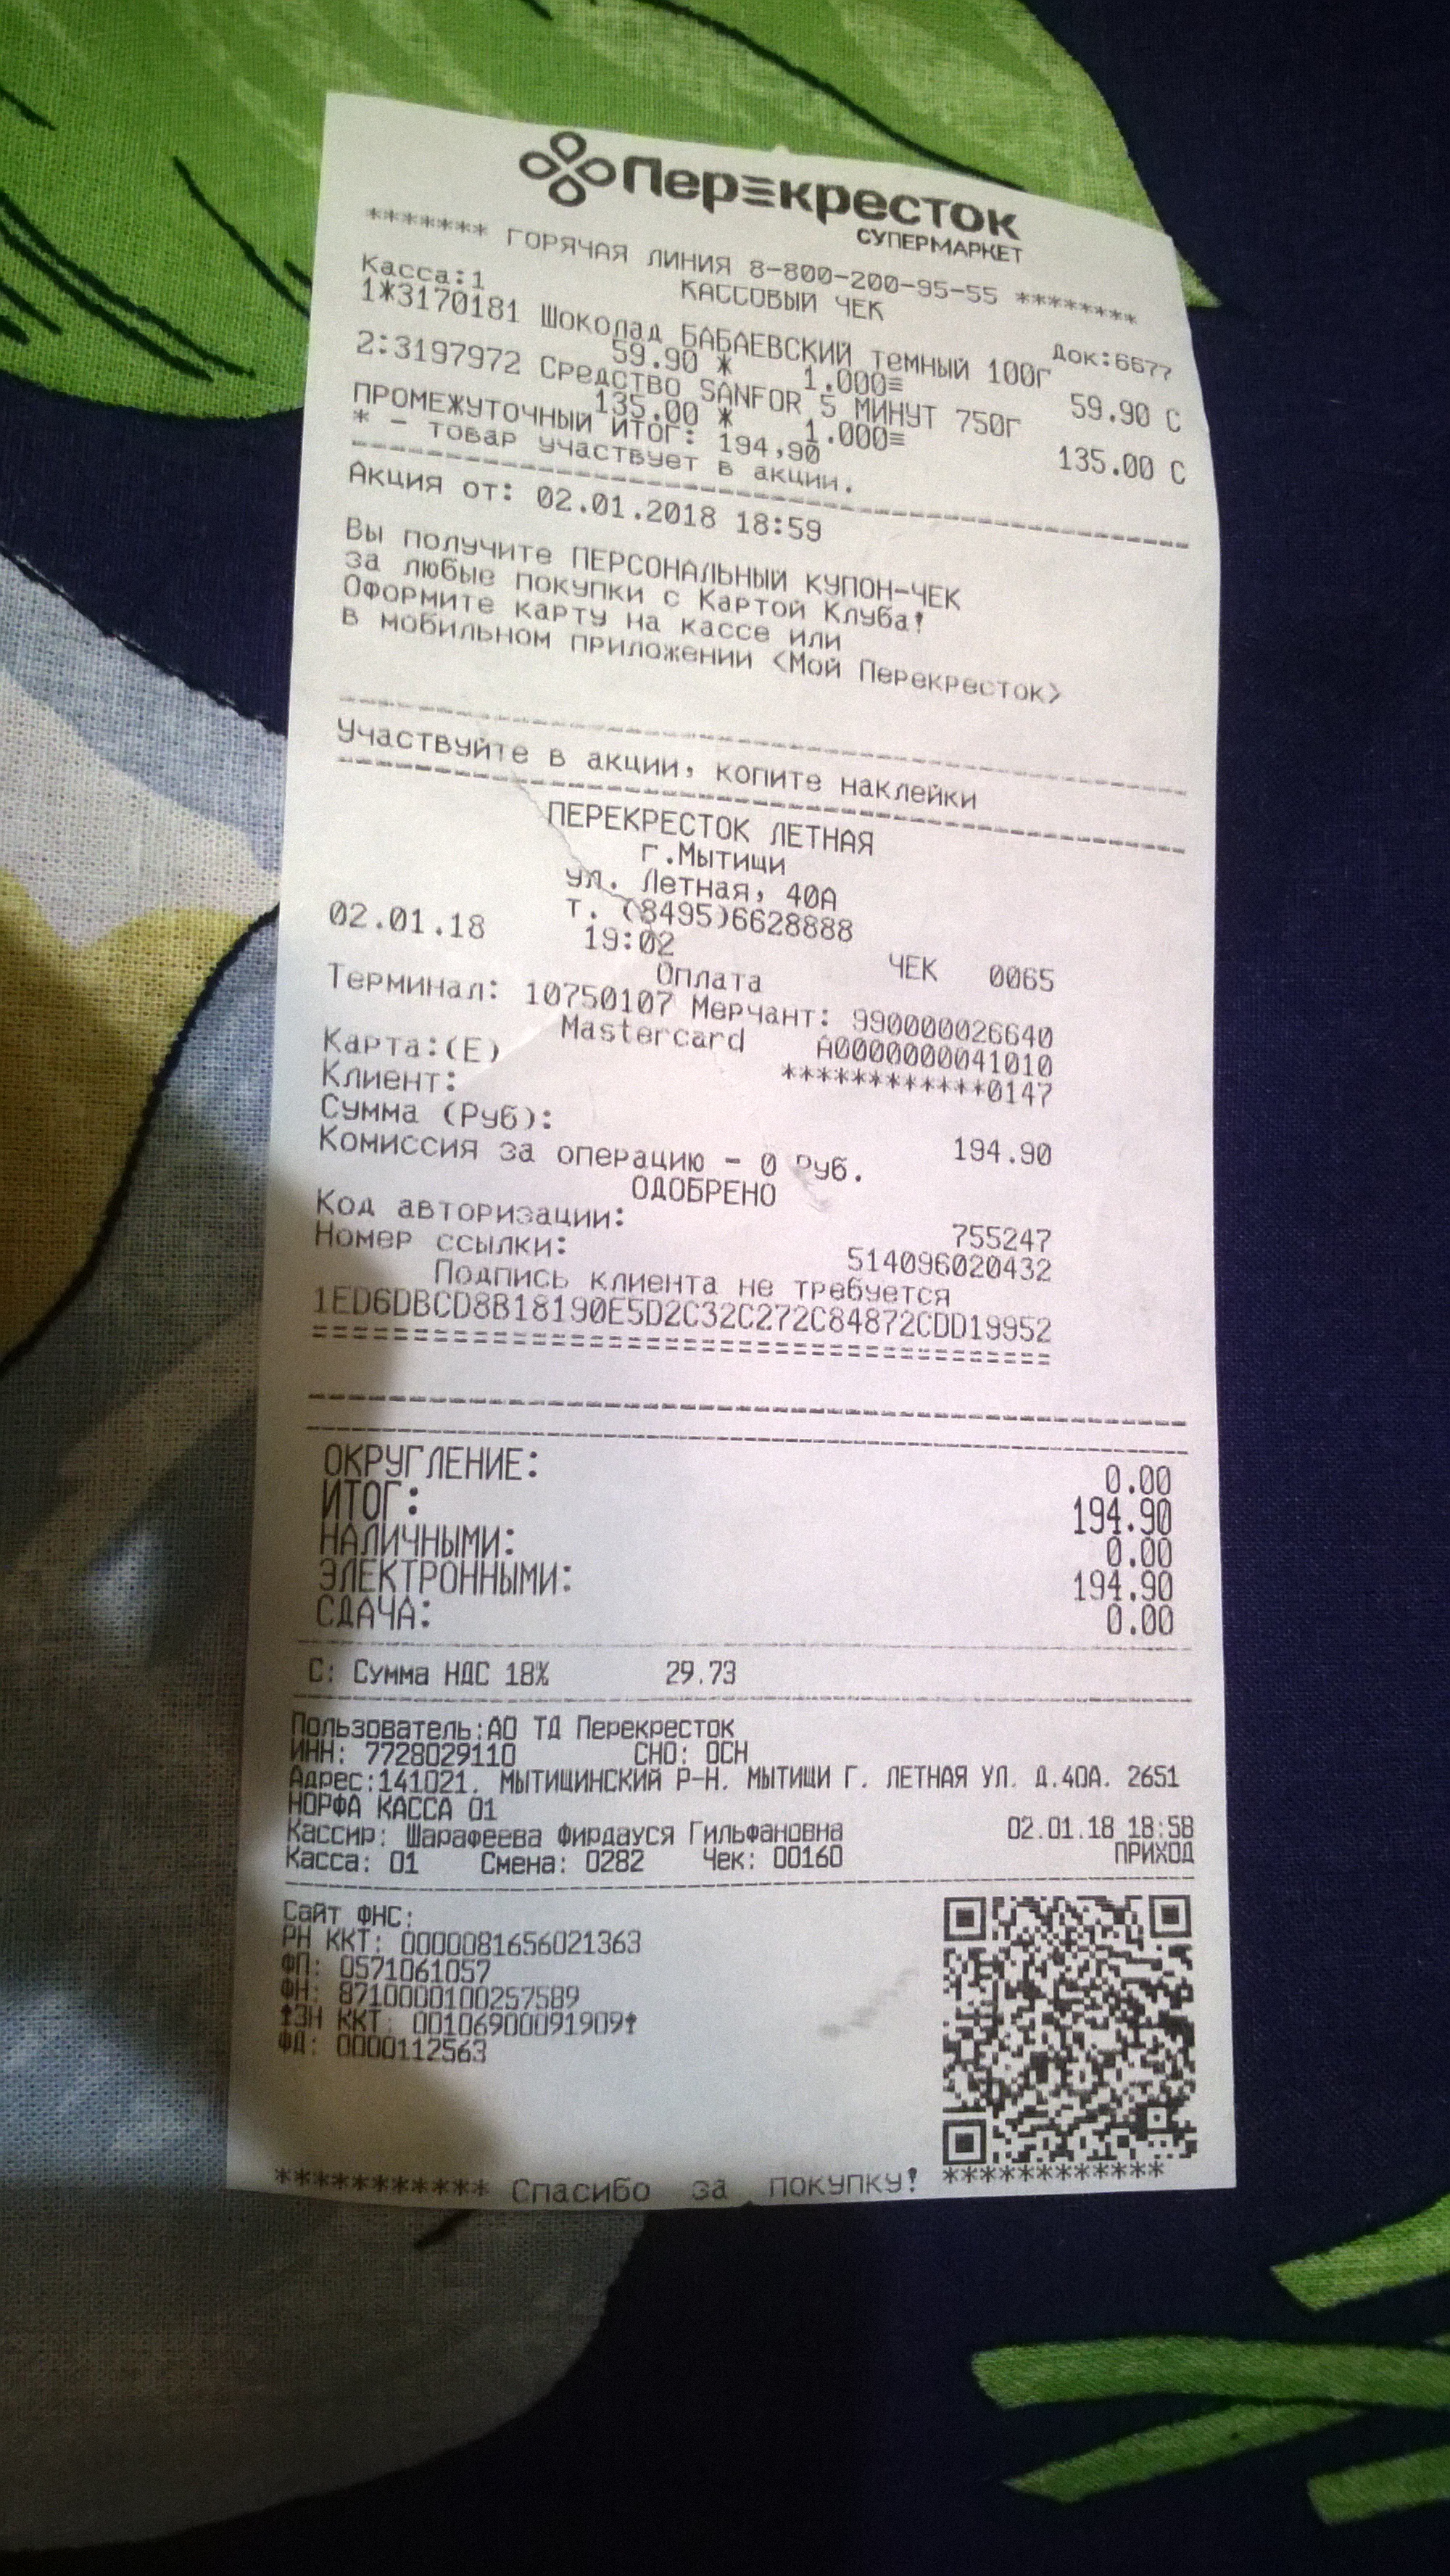 Перекресток
СУПЕРМАРКЕТ
******* ГОРЯЧАЯ ЛИНИЯ 8-800-200-95-55 ********
КАССОВЫЙ ЧЕК
Касса:1 Док:6677
1*3170181 Шоколад БАБАЕВСКИЙ темный 100г
59.90 * 1.000= 59.90 С
2:3197972 Средство SANFOR 5 МИНУТ 750г
135.00 * 1.000= 135.00 С
ПРОМЕЖУТОЧНЫЙ ИТОГ: 194,90
* - товар участвует в акции.
Акция от: 02.01.2018 18:59
Вы получите ПЕРСОНАЛЬНЫЙ КУПОН-ЧЕК
за любые покупки с Картой Клуба!
Оформите карту на кассе или
в мобильном приложении <Мой Перекресток>
Участвуйте в акции, копите наклейки
ПЕРЕКРЕСТОК ЛЕТНАЯ
г.Мытищи
ул. Летная, 40А
т. (8495)6628888
02.01.18 19:02 ЧЕК 0065
Оплата
Терминал: 10750107 Мерчант: 990000026640
Mastercard A0000000041010
Карта:(E) ************0147
Клиент:
Сумма (Руб): 194.90
Комиссия за операцию - 0 Руб.
ОДОБРЕНО
Код авторизации: 755247
Номер ссылки: 514096020432
Подпись клиента не требуется
1ED6DBCD8B18190E5D2C32C272C84872CDD19952
========================================
ОКРУГЛЕНИЕ: 0.00
ИТОГ: 194.90
НАЛИЧНЫМИ: 0.00
ЭЛЕКТРОННЫМИ: 194.90
СДАЧА: 0.00
С: Сумма НДС 18% 29.73
Пользователь:АО ТД Перекресток
ИНН: 7728029110 СНО: ОСН
Адрес:141021. МЫТИЩИНСКИЙ Р-Н. МЫТИЩИ Г. ЛЕТНАЯ УЛ. Д.40А. 2651
НОРФА КАССА 01
Кассир: Шарафеева Фирдауся Гильфановна 02.01.18 18:58
Касса: 01 Смена: 0282 Чек: 00160 ПРИХОД
Сайт ФНС:
РН ККТ: 0000081656021363
ФП: 0571061057
ФН: 8710000100257589
↑ЗН ККТ: 00106900091909↑
ФД: 0000112563
*********** Спасибо за покупку! ************